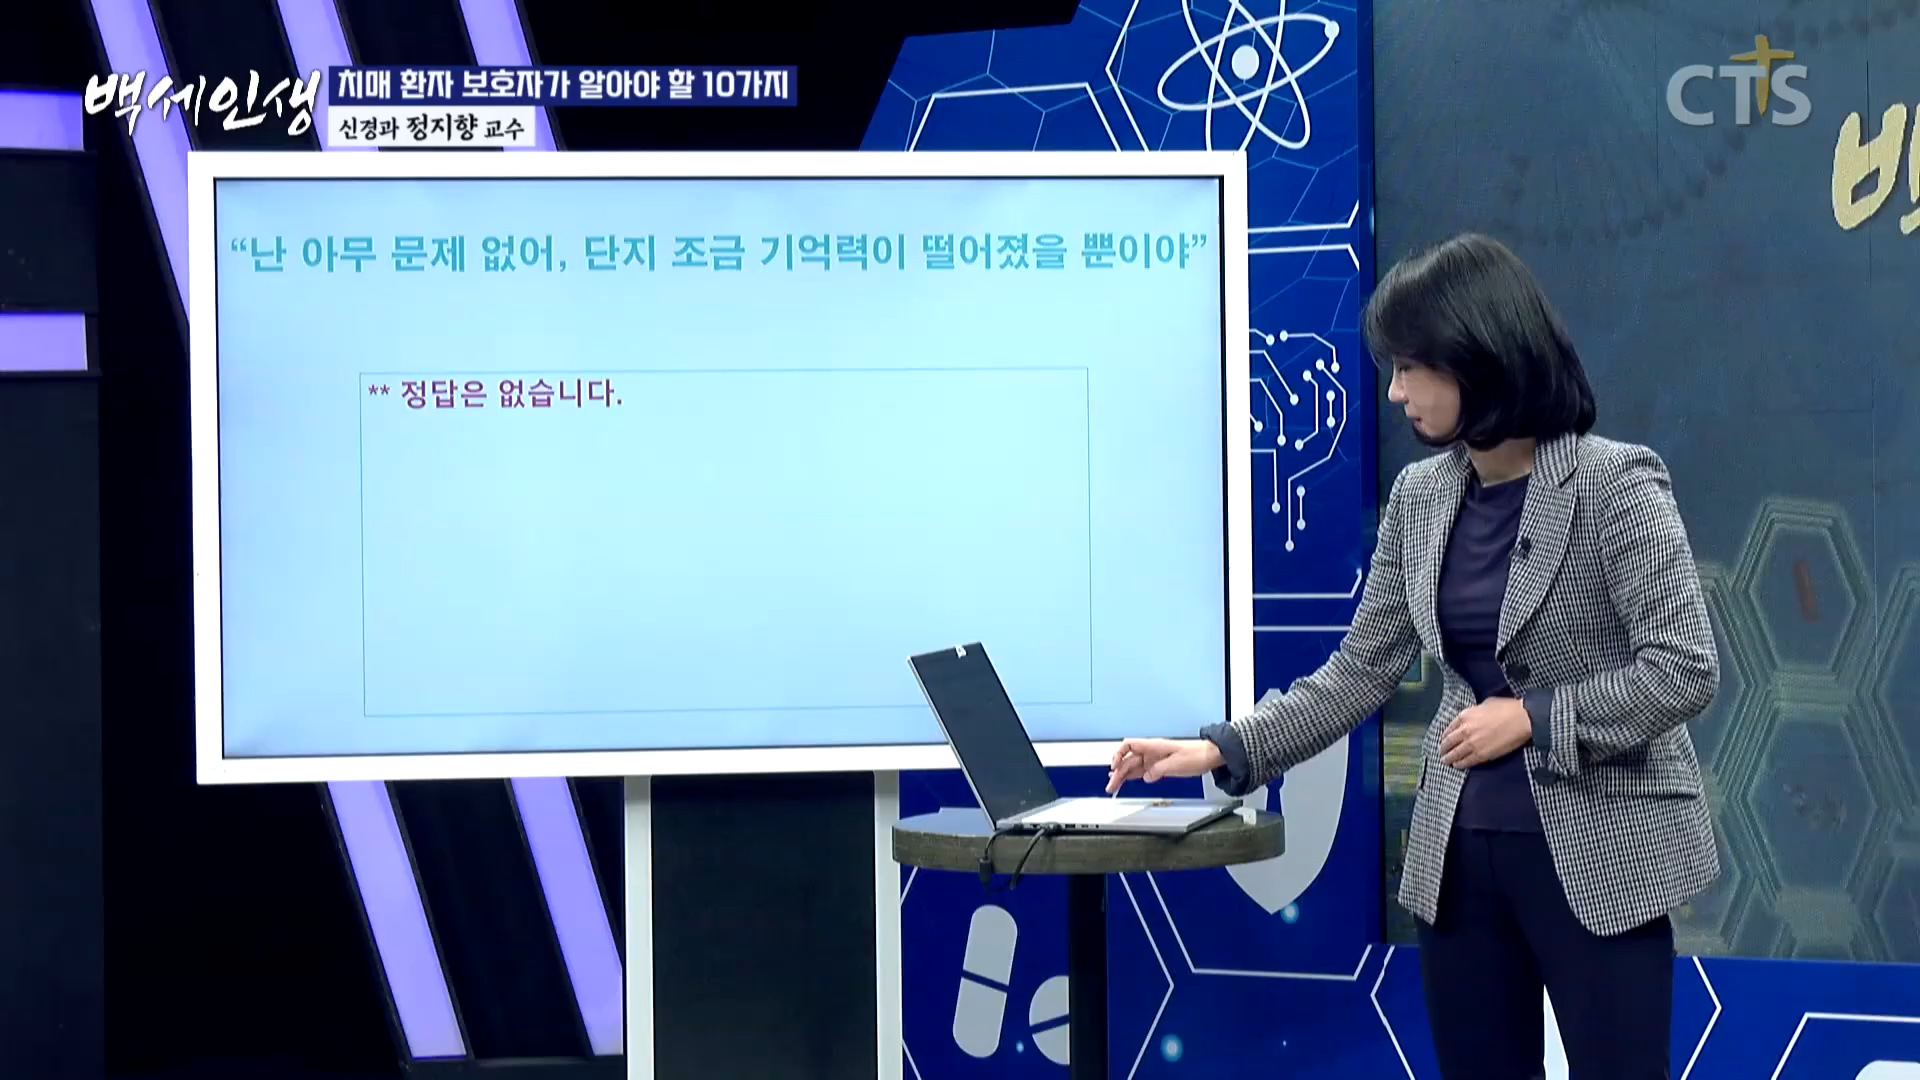 백세인생
치매 환자 보호자가 알아야 할 10가지
신경과 정지향 교수
CTS
“난 아무 문제 없어, 단지 조금 기억력이 떨어졌을 뿐이야”
** 정답은 없습니다.